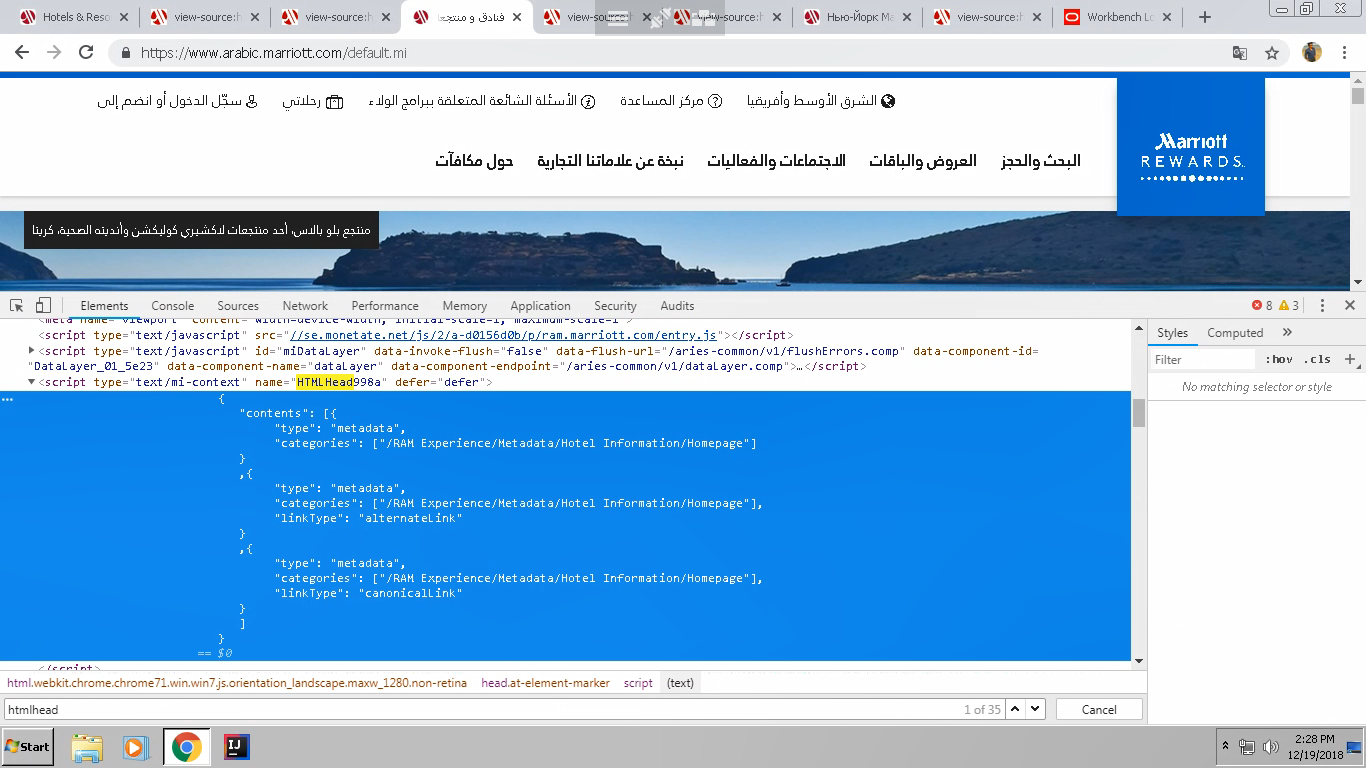 Hotels & Reso
view-source:h
view-source:h
فنادق و منتجعا
view-source:h
view-source:h
Нью-Йорк Ма
view-source:h
Workbench Lo
https://www.arabic.marriott.com/default.mi
الشرق الأوسط وأفريقيا
مركز المساعدة
الأسئلة الشائعة المتعلقة ببرامج الولاء
رحلاتي
سجّل الدخول أو انضم إلى
Marriott
REWARDS
البحث والحجز
العروض والباقات
الاجتماعات والفعاليات
نبخة عن علاماتنا التجارية
حول مكافآت
منتجع بلو بالاس، أحد منتجعات لاكشيري كوليكشن وأنديته الصحية، كريتا
Elements Console Sources Network Performance Memory Application Security Audits 8 3
<meta name="viewport" content="width=device-width, initial-scale=1, maximum-scale=1">
<script type="text/javascript" src="//se.monetate.net/js/2/a-d0156d0b/p/ram.marriott.com/entry.js"></script>
<script type="text/javascript" id="miDataLayer" data-invoke-flush="false" data-flush-url="/aries-common/v1/flushErrors.comp" data-component-id=
"DataLayer_01_5e23" data-component-name="dataLayer" data-component-endpoint="/aries-common/v1/dataLayer.comp">…</script>
<script type="text/mi-context" name="HTMLHead998a" defer="defer">
{
"contents": [{
"type": "metadata",
"categories": ["/RAM Experience/Metadata/Hotel Information/Homepage"]
}
,{
"type": "metadata",
"categories": ["/RAM Experience/Metadata/Hotel Information/Homepage"],
"linkType": "alternateLink"
}
,{
"type": "metadata",
"categories": ["/RAM Experience/Metadata/Hotel Information/Homepage"],
"linkType": "canonicalLink"
}
]
}
== $0
</script>
Styles Computed »
Filter :hov .cls +
No matching selector or style
html.webkit.chrome.chrome71.win.win7.js.orientation_landscape.maxw_1280.non-retina head.at-element-marker script (text)
htmlhead 1 of 35 Cancel
Start
IJ
2:28 PM
12/19/2018